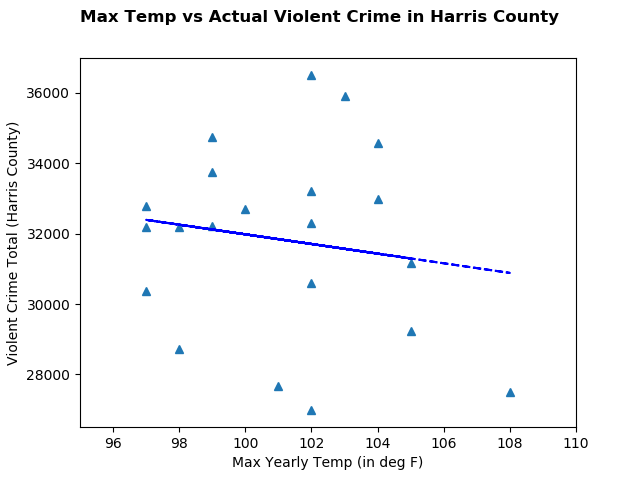 Max Temp vs Actual Violent Crime in Harris County
36000
34000
32000
30000
28000
Violent Crime Total (Harris County)
96 98 100 102 104 106 108 110
Max Yearly Temp (in deg F)